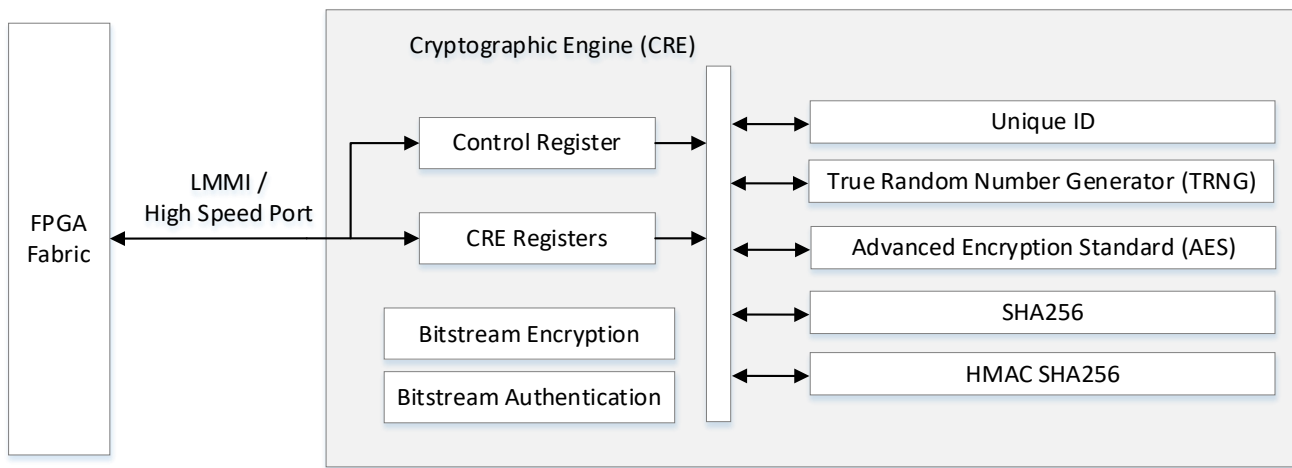 Cryptographic Engine (CRE)
FPGA
Fabric
LMMI /
High Speed Port
Control Register
CRE Registers
Bitstream Encryption
Bitstream Authentication
Unique ID
True Random Number Generator (TRNG)
Advanced Encryption Standard (AES)
SHA256
HMAC SHA256